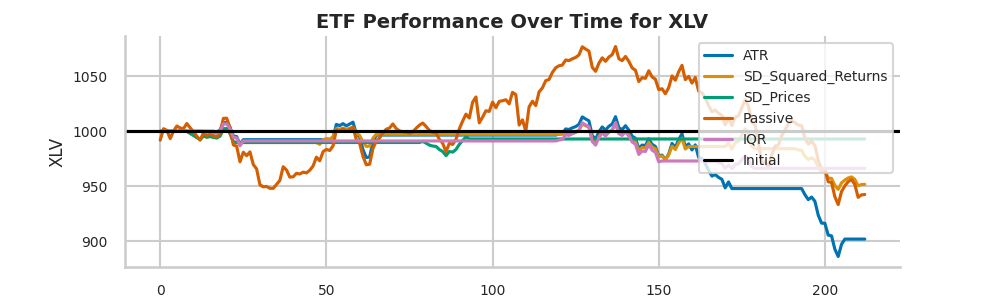 ETF Performance Over Time for XLV
XLV
1050
1000
950
900
0
50
100
150
200
ATR
SD_Squared_Returns
SD_Prices
Passive
IQR
Initial